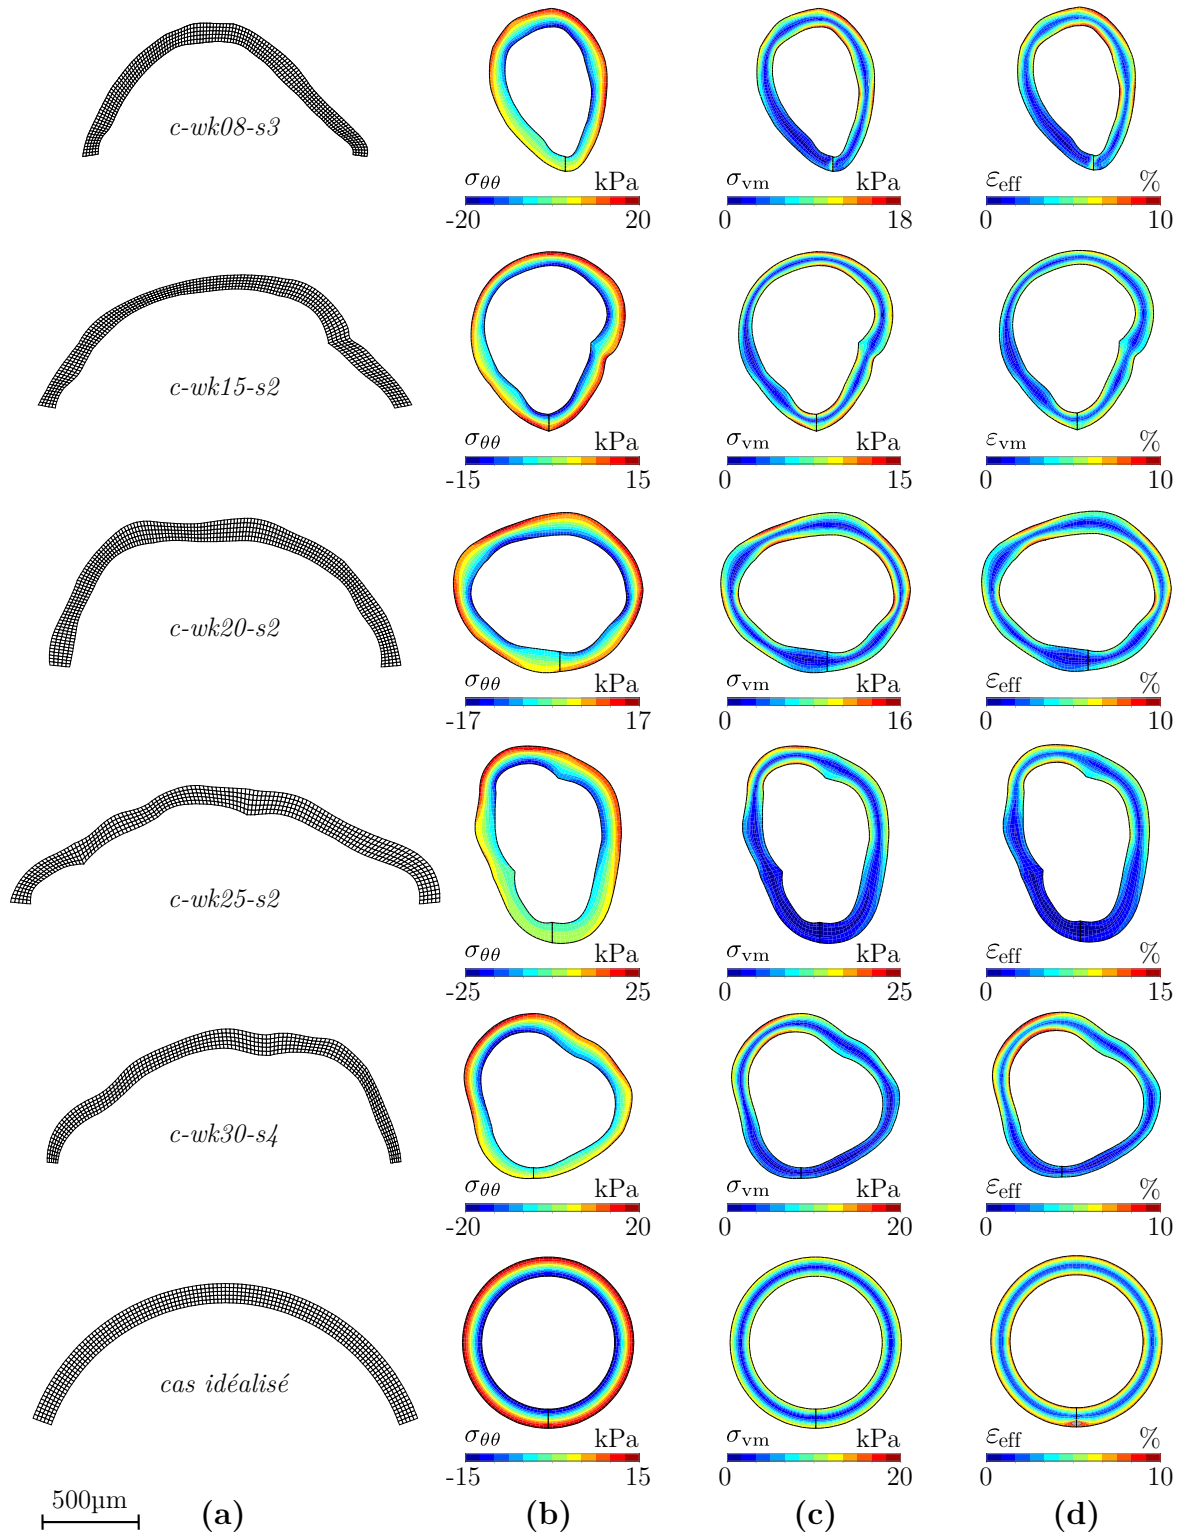 c-wk08-s3
σθθ kPa
-20 20
σvm kPa
0 18
εeff %
0 10
c-wk15-s2
σθθ kPa
-15 15
σvm kPa
0 15
εvm %
0 10
c-wk20-s2
σθθ kPa
-17 17
σvm kPa
0 16
εeff %
0 10
c-wk25-s2
σθθ kPa
-25 25
σvm kPa
0 25
εeff %
0 15
c-wk30-s4
σθθ kPa
-20 20
σvm kPa
0 20
εeff %
0 10
cas idéalisé
σθθ kPa
-15 15
σvm kPa
0 20
εeff %
0 10
500µm
(a) (b) (c) (d)